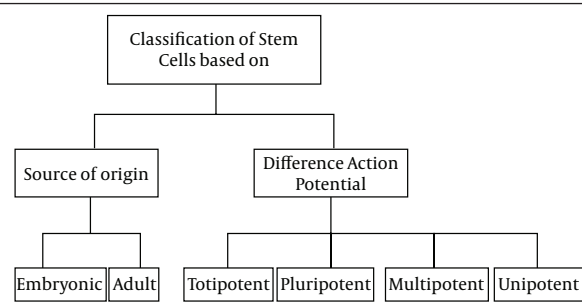 Classification of Stem
Cells based on
Source of origin
Difference Action
Potential
Embryonic
Adult
Totipotent
Pluripotent
Multipotent
Unipotent